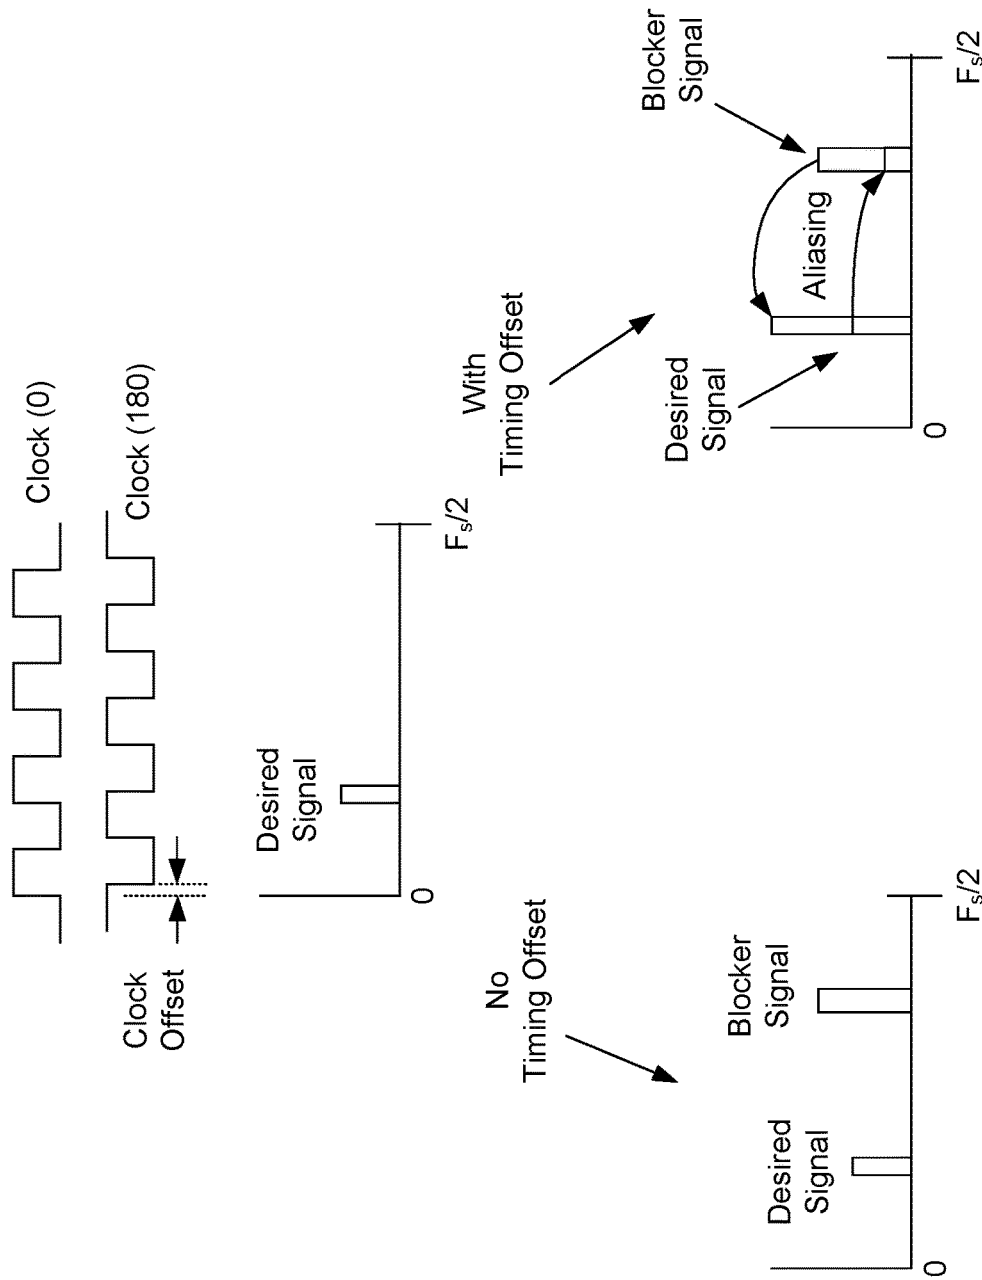 Clock (0)
Clock (180)
Clock
Offset
Desired
Signal
0
Fs/2
No
Timing Offset
Desired
Signal
Blocker
Signal
0
Fs/2
With
Timing Offset
Desired
Signal
Aliasing
Blocker
Signal
0
Fs/2